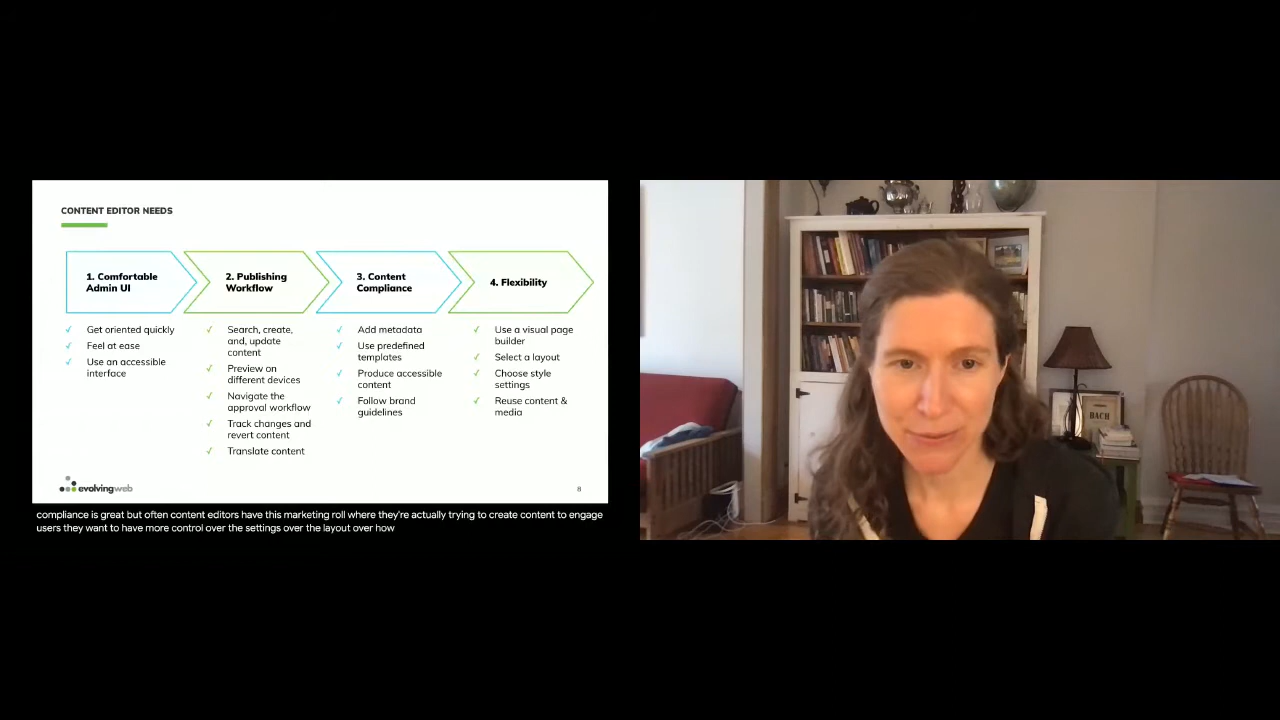 CONTENT EDITOR NEEDS
1. Comfortable
Admin UI
Get oriented quickly
Feel at ease
Use an accessible
interface
2. Publishing
Workflow
Search, create,
and, update
content
Preview on
different devices
Navigate the
approval workflow
Track changes and
revert content
Translate content
3. Content
Compliance
Add metadata
Use predefined
templates
Produce accessible
content
Follow brand
guidelines
4. Flexibility
Use a visual page
builder
Select a layout
Choose style
settings
Reuse content &
media
evolvingweb
8
compliance is great but often content editors have this marketing roll where they're actually trying to create content to engage
users they want to have more control over the settings over the layout over how
BACH